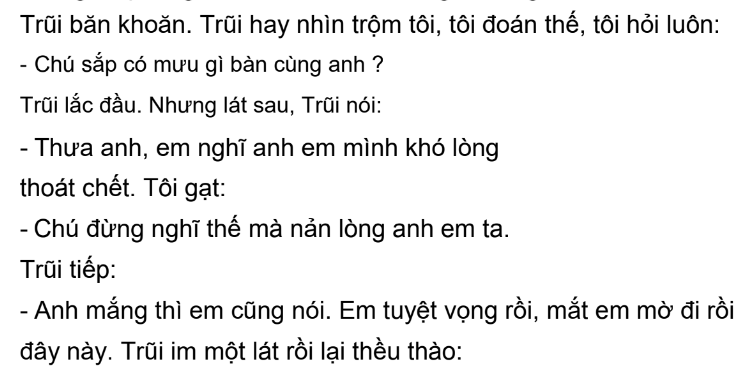 Trũi băn khoăn. Trũi hay nhìn trộm tôi, tôi đoán thế, tôi hỏi luôn:
- Chú sắp có mưu gì bàn cùng anh ?
Trũi lắc đầu. Nhưng lát sau, Trũi nói:
- Thưa anh, em nghĩ anh em mình khó lòng
thoát chết. Tôi gạt:
- Chú đừng nghĩ thế mà nản lòng anh em ta.
Trũi tiếp:
- Anh mắng thì em cũng nói. Em tuyệt vọng rồi, mắt em mờ đi rồi
đây này. Trũi im một lát rồi lại thều thào: